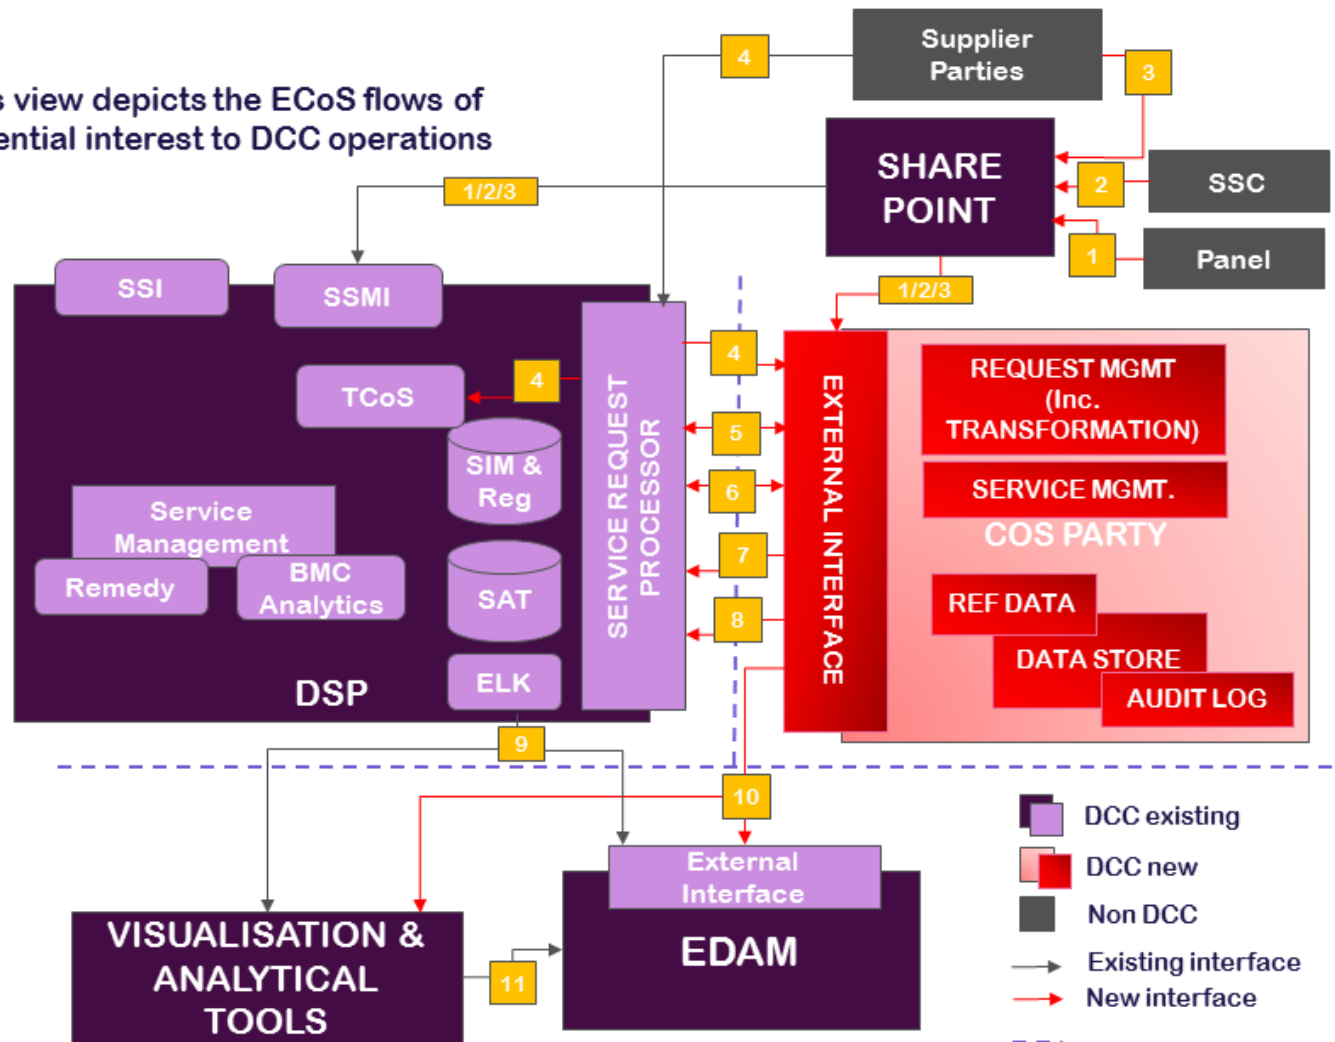 Supplier
Parties
4
3
s view depicts the ECoS flows of
ential interest to DCC operations
SHARE
POINT
1/2/3
2
SSC
1
Panel
SSI
SSMI
1/2/3
4
4
TCoS
SERVICE REQUEST
PROCESSOR
EXTERNAL INTERFACE
REQUEST MGMT
(Inc.
TRANSFORMATION)
5
SIM &
Reg
6
SERVICE MGMT.
COS PARTY
Service
Management
7
Remedy
BMC
Analytics
SAT
8
REF DATA
DATA STORE
AUDIT LOG
ELK
DSP
9
10
DCC existing
External
Interface
DCC new
Non DCC
VISUALISATION &
ANALYTICAL
TOOLS
EDAM
11
Existing interface
New interface